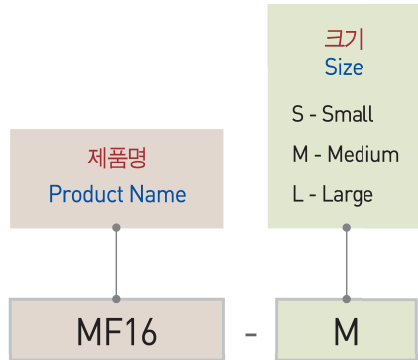 크기
Size
S - Small
M - Medium
L - Large
제품명
Product Name
MF16 - M